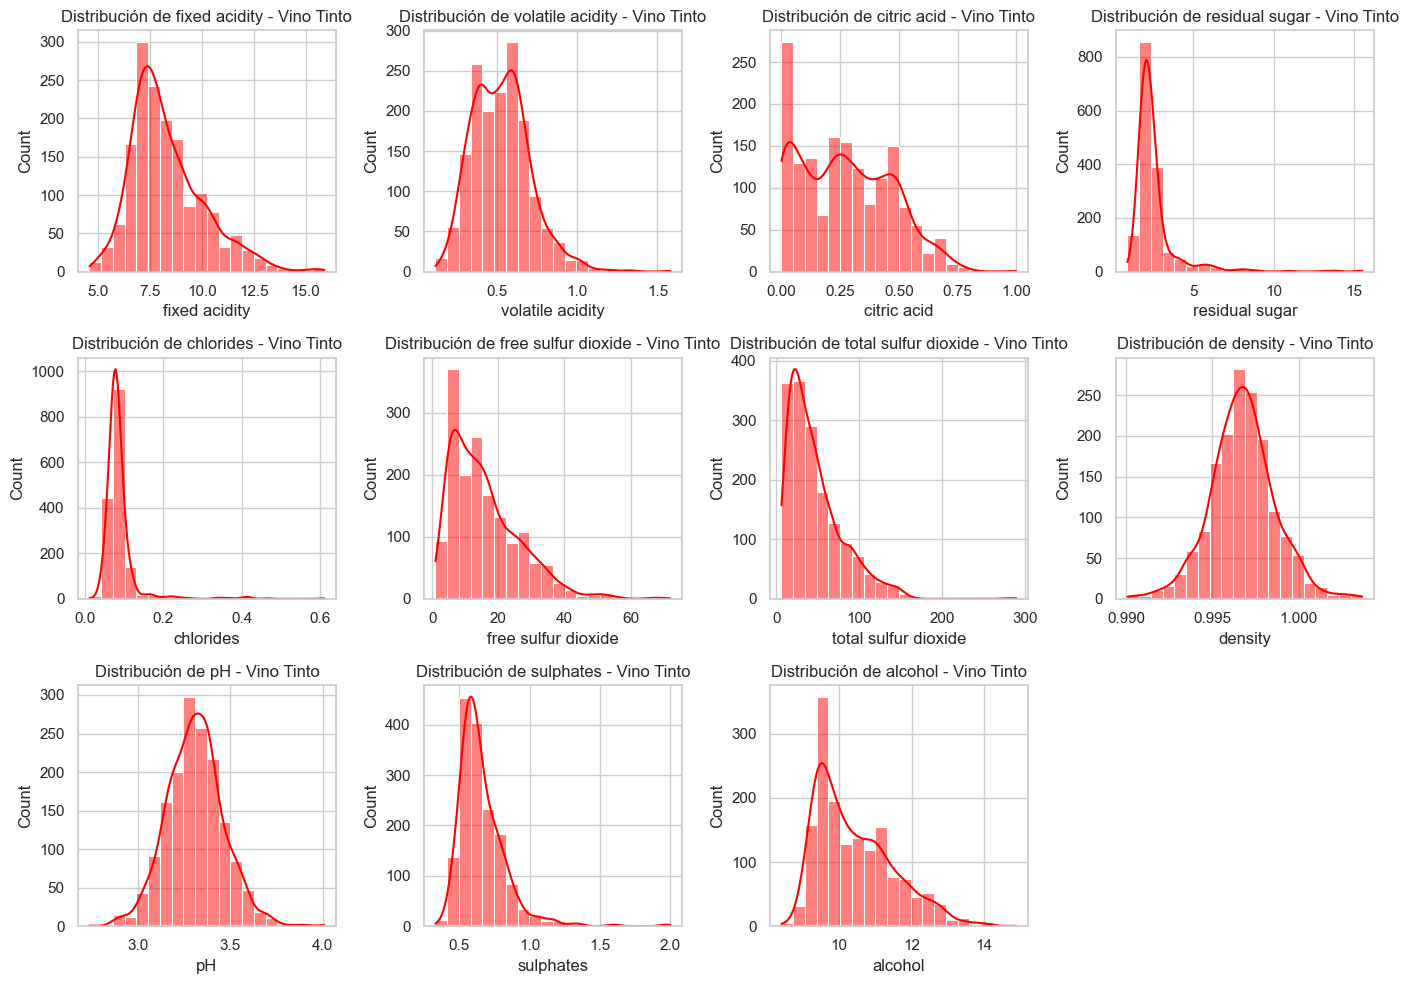 Distribución de fixed acidity - Vino Tinto
300
250
200
150
100
50
0
Count
5.0 7.5 10.0 12.5 15.0
fixed acidity
Distribución de volatile acidity - Vino Tinto
300
250
200
150
100
50
0
Count
0.5 1.0 1.5
volatile acidity
Distribución de citric acid - Vino Tinto
250
200
150
100
50
0
Count
0.00 0.25 0.50 0.75 1.00
citric acid
Distribución de residual sugar - Vino Tinto
800
600
400
200
0
Count
5 10 15
residual sugar
Distribución de chlorides - Vino Tinto
1000
800
600
400
200
0
Count
0.0 0.2 0.4 0.6
chlorides
Distribución de free sulfur dioxide - Vino Tinto
300
200
100
0
Count
0 20 40 60
free sulfur dioxide
Distribución de total sulfur dioxide - Vino Tinto
400
300
200
100
0
Count
0 100 200 300
total sulfur dioxide
Distribución de density - Vino Tinto
250
200
150
100
50
0
Count
0.990 0.995 1.000
density
Distribución de pH - Vino Tinto
300
250
200
150
100
50
0
Count
3.0 3.5 4.0
pH
Distribución de sulphates - Vino Tinto
400
300
200
100
0
Count
0.5 1.0 1.5 2.0
sulphates
Distribución de alcohol - Vino Tinto
300
200
100
0
Count
10 12 14
alcohol